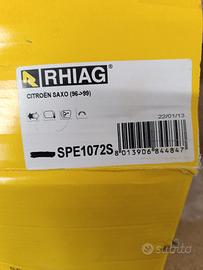 RHIAG
CITROËN SAXO (96->99)
22/01/13
SPE1072S
8 013906 844847
subito